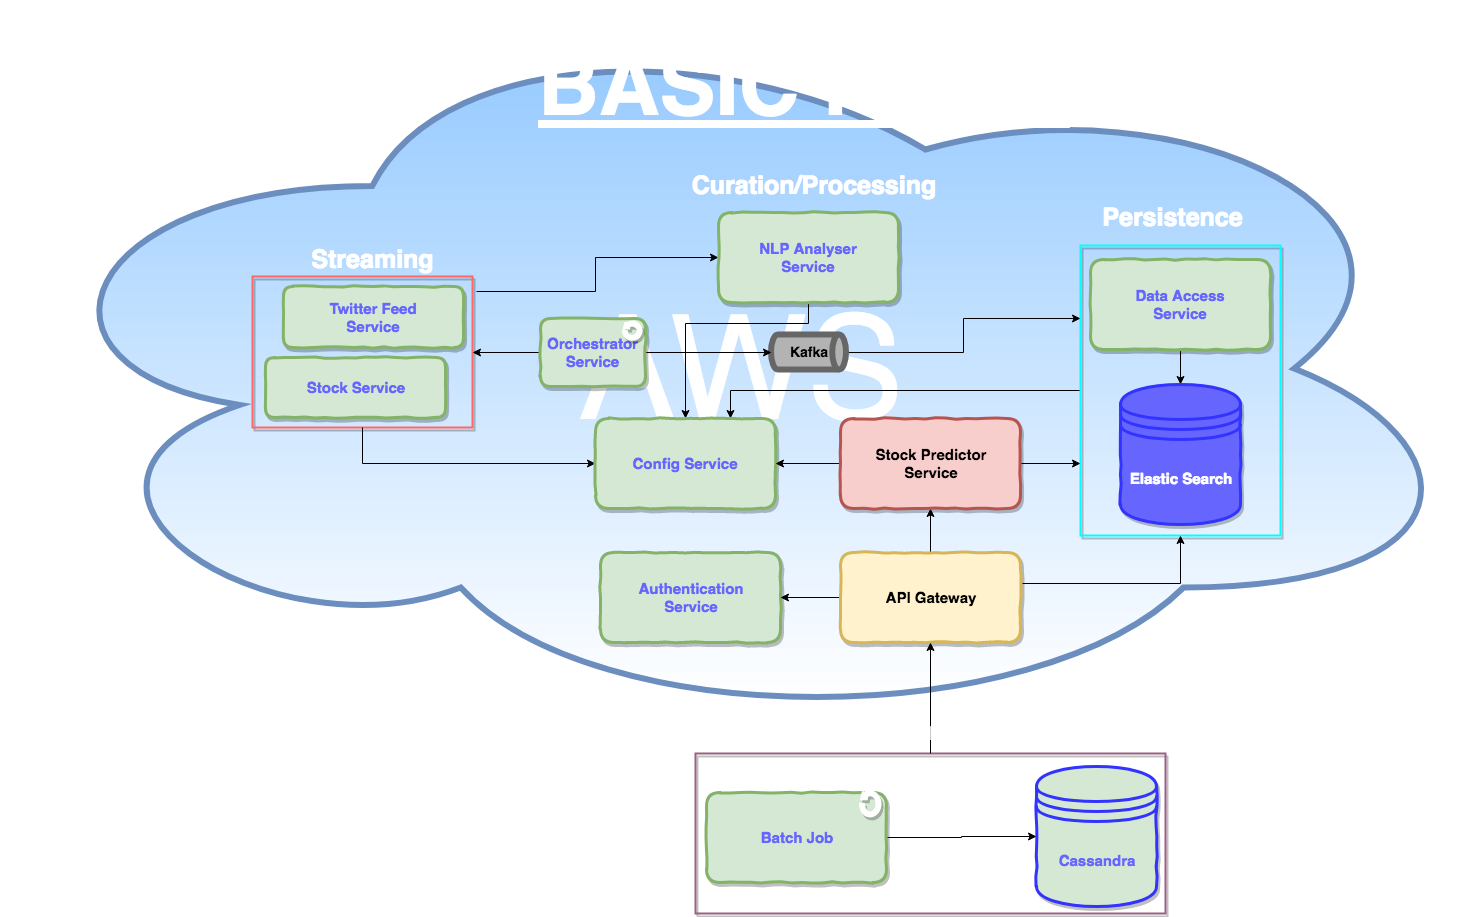 BASIC
Curation/Processing
Persistence
Streaming
NLP Analyser
Service
Twitter Feed
Service
Stock Service
Orchestrator
Service
Kafka
AWS
Data Access
Service
Elastic Search
Config Service
Stock Predictor
Service
Authentication
Service
API Gateway
Batch Job
Cassandra